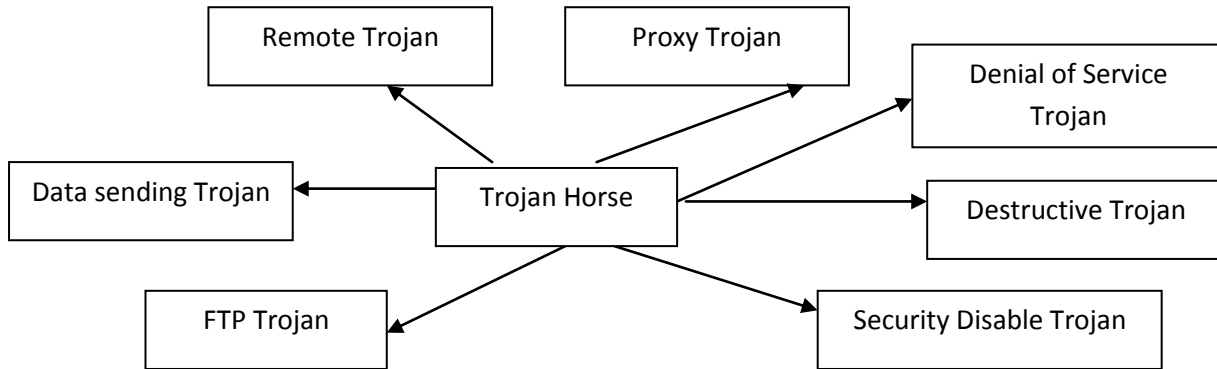 Remote Trojan
Proxy Trojan
Denial of Service
Trojan
Data sending Trojan
Trojan Horse
Destructive Trojan
FTP Trojan
Security Disable Trojan